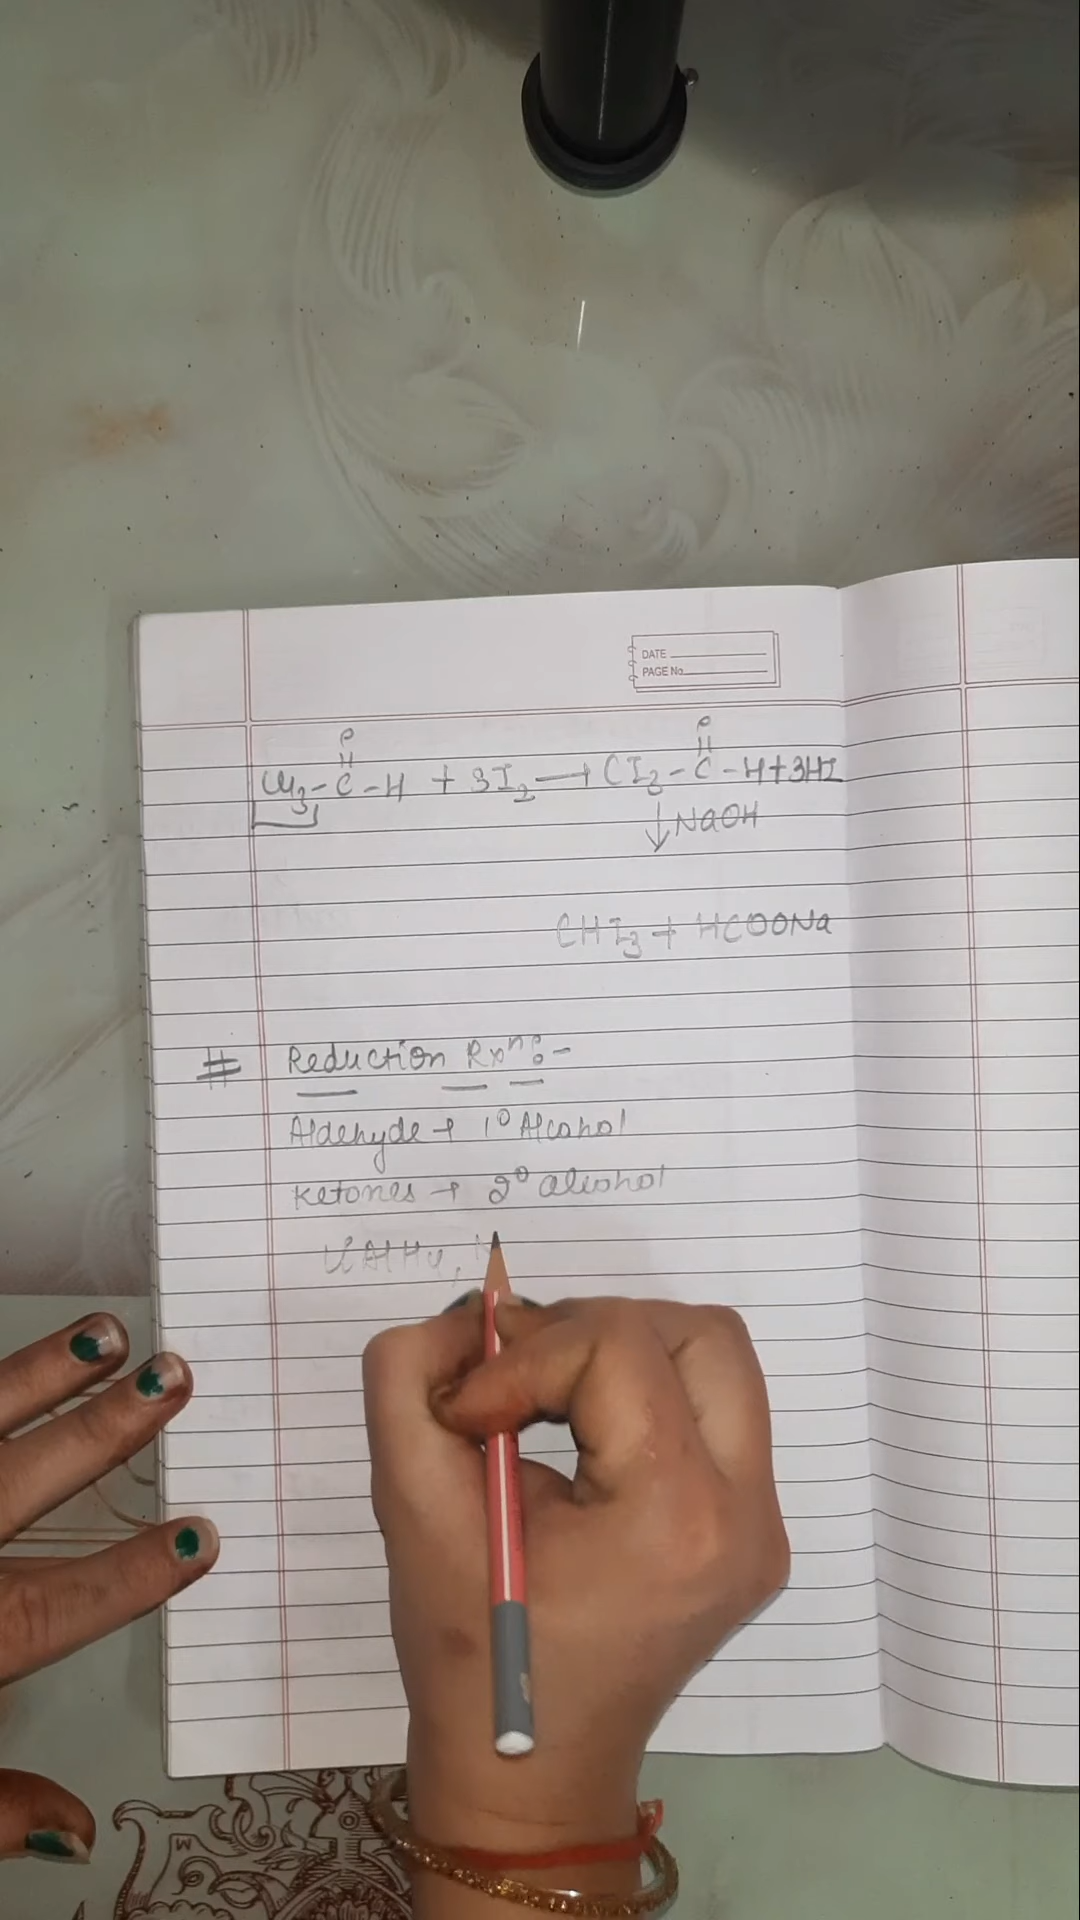 DATE
PAGE No.
O
||
CH3-C-H + 3I2 → CI3-C-H+3HI
O
||
↓NaOH
CHI3 + HCOONa
# Reduction Rxn:-
Aldehyde → 1° Alcohol
Ketones → 2° alcohol
LiAlH4, N